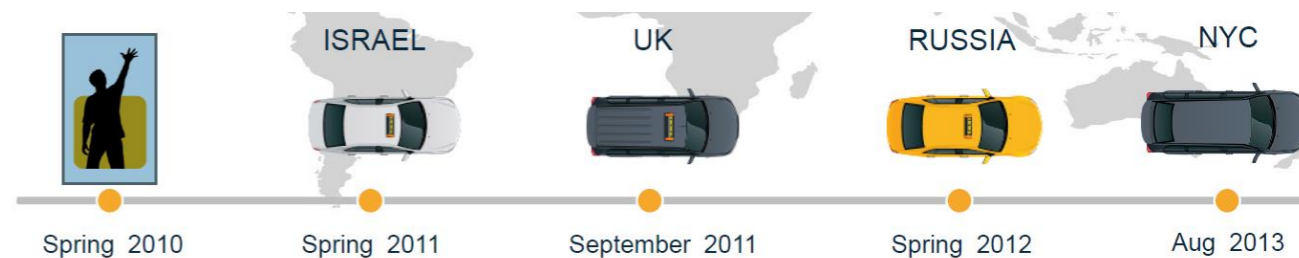 ISRAEL
UK
RUSSIA
NYC
Spring 2010
Spring 2011
September 2011
Spring 2012
Aug 2013